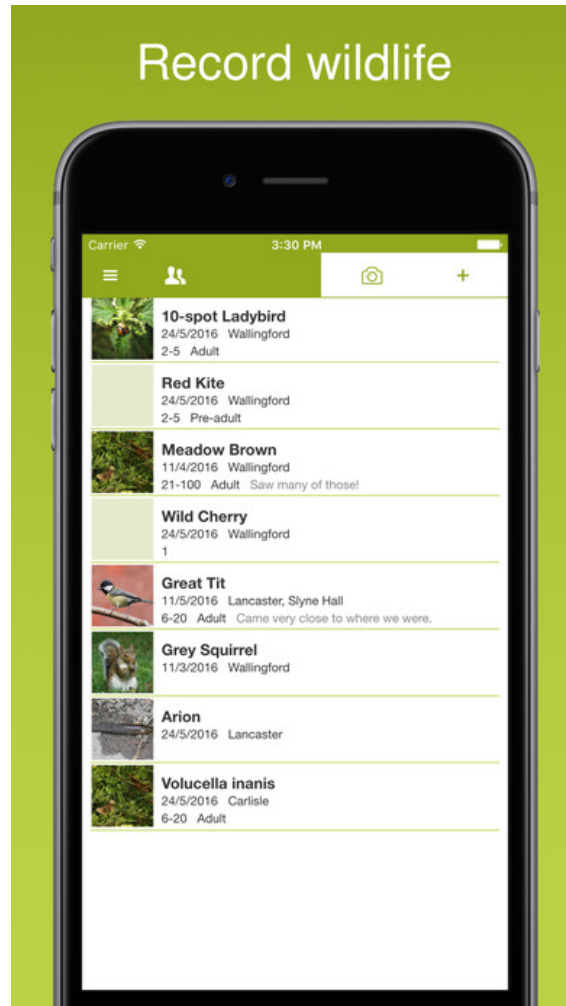 Record wildlife
Carrier 3:30 PM
+
10-spot Ladybird
24/5/2016 Wallingford
2-5 Adult
Red Kite
24/5/2016 Wallingford
2-5 Pre-adult
Meadow Brown
11/4/2016 Wallingford
21-100 Adult Saw many of those!
Wild Cherry
24/5/2016 Wallingford
1
Great Tit
11/5/2016 Lancaster, Slyne Hall
6-20 Adult Came very close to where we were.
Grey Squirrel
11/3/2016 Wallingford
Arion
24/5/2016 Lancaster
Volucella inanis
24/5/2016 Carlisle
6-20 Adult